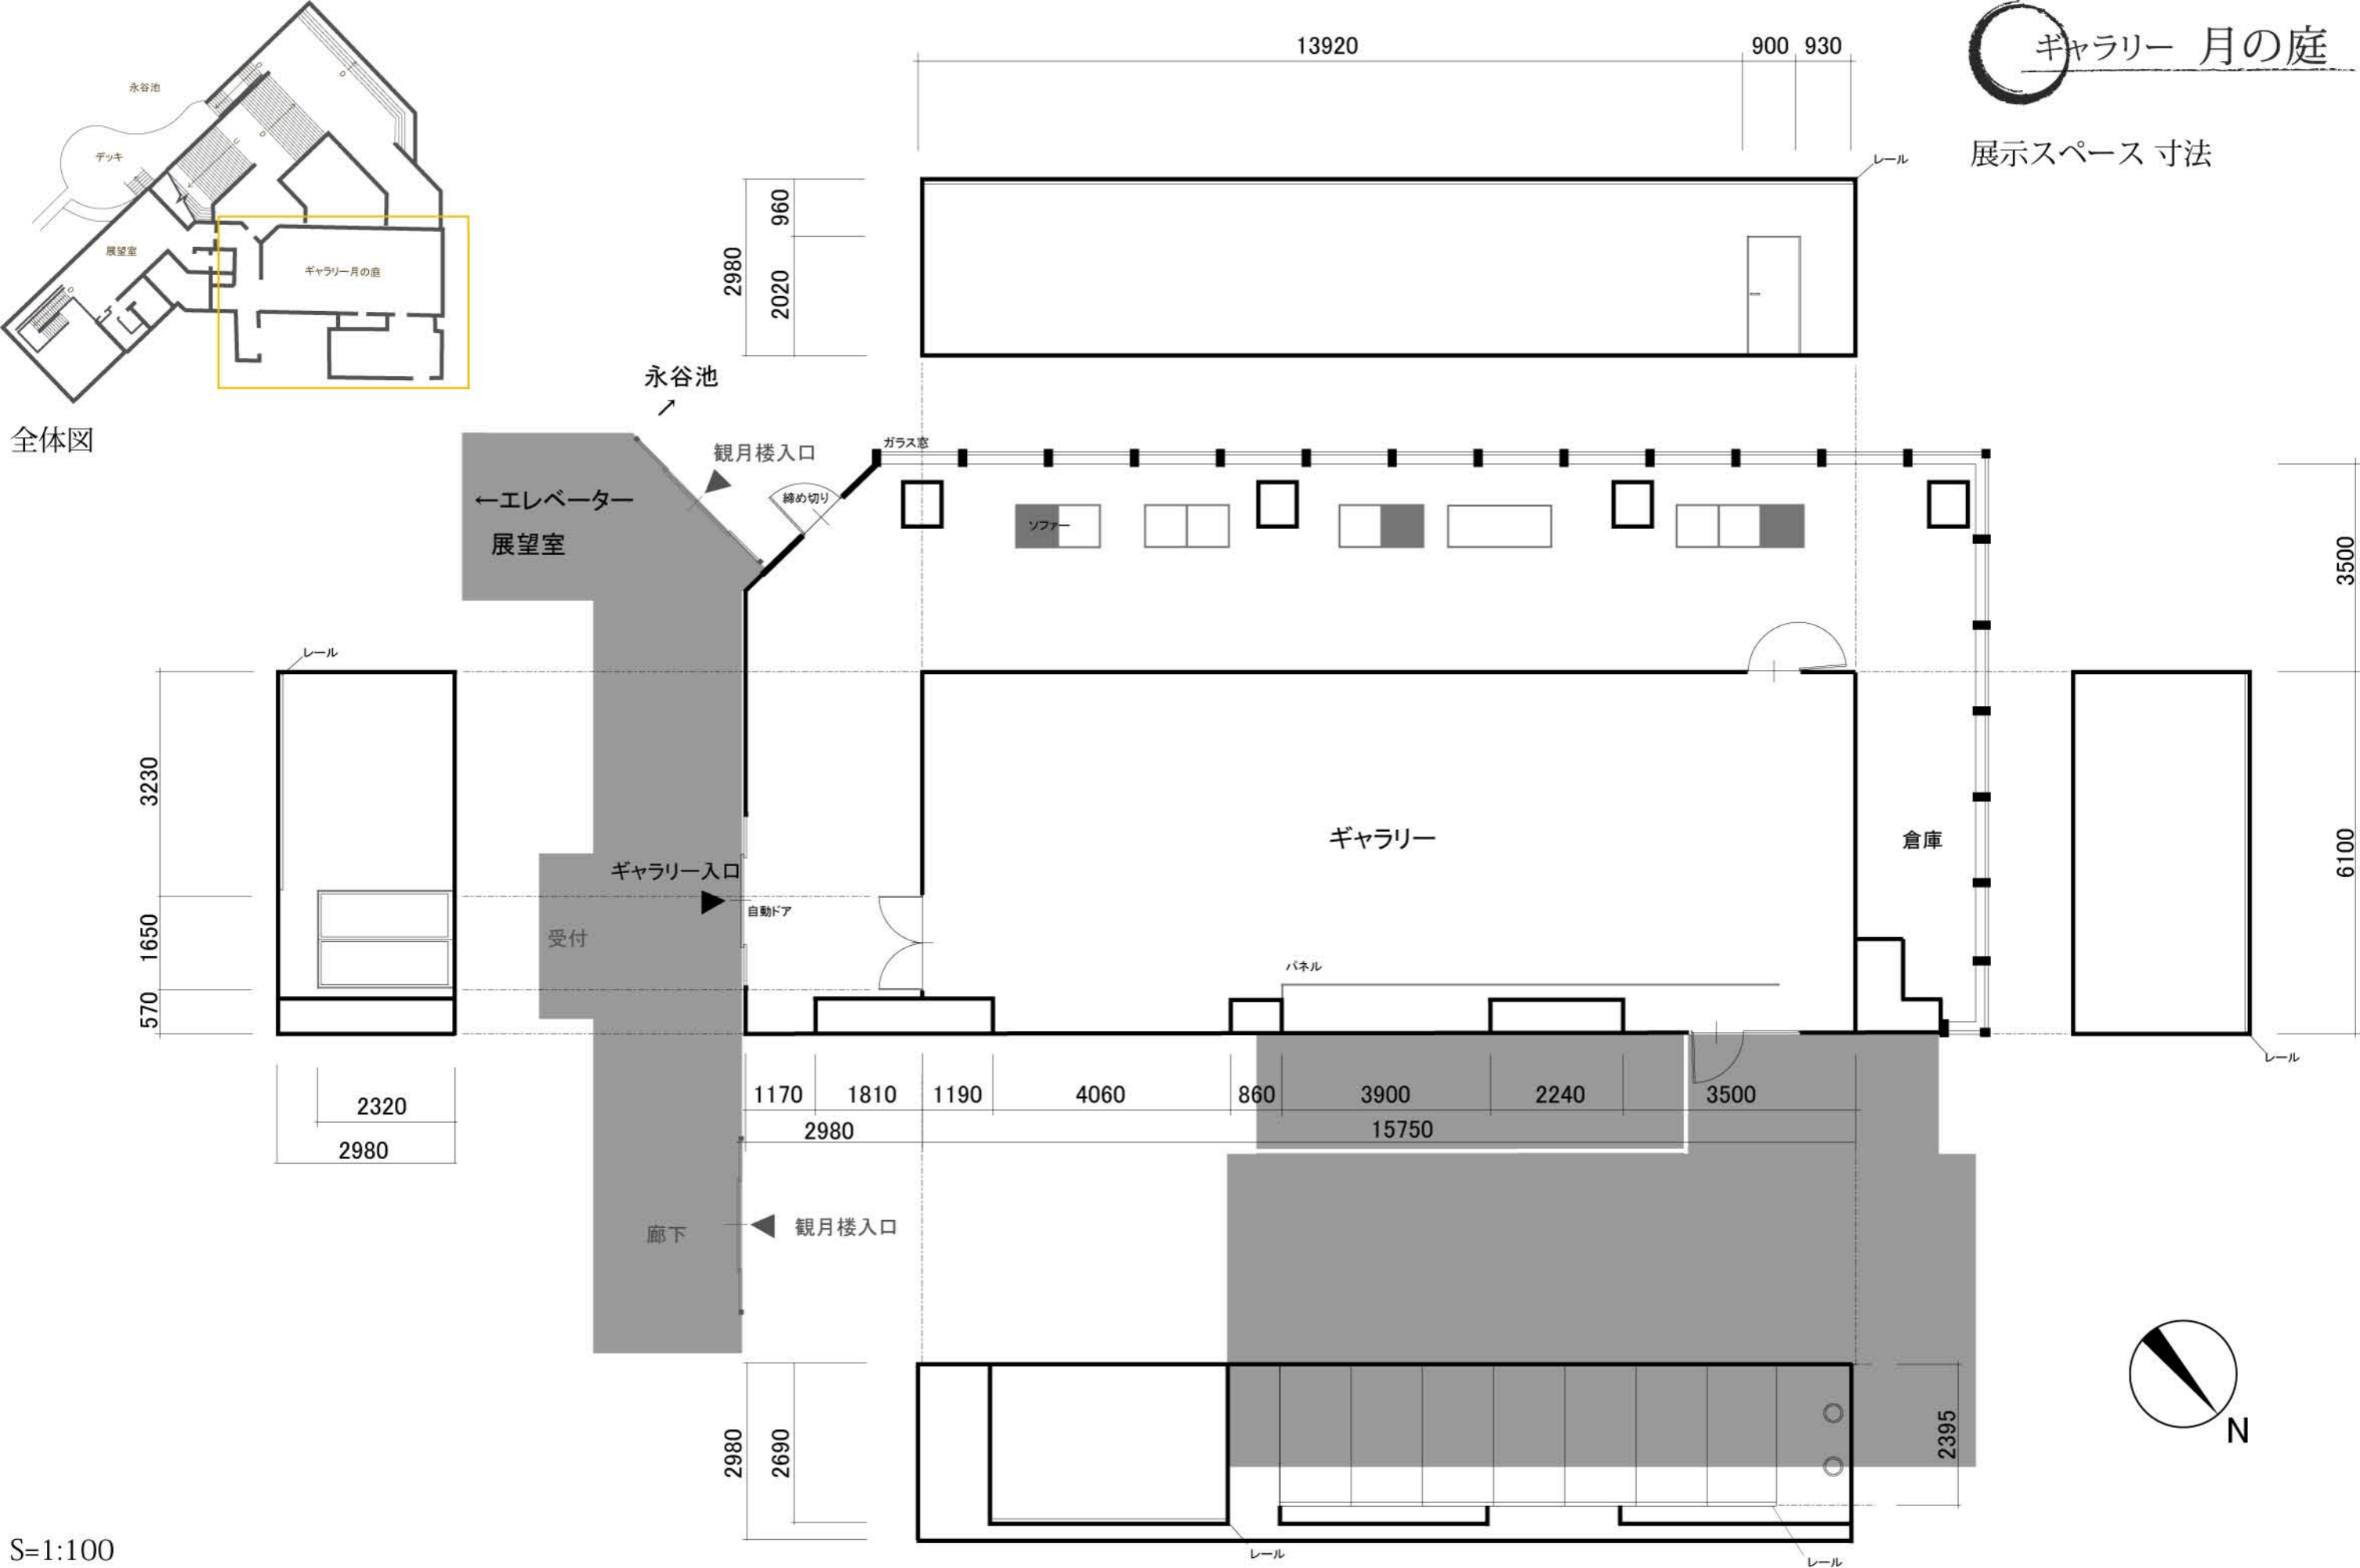 ギャラリー 月の庭
展示スペース 寸法
永谷池
デッキ
展望室
ギャラリー月の庭
全体図
13920
900
930
レール
960
2980
2020
永谷池
↗
観月楼入口
ガラス窓
締め切り
←エレベーター
展望室
ソファー
3500
レール
3230
1650
570
2320
2980
ギャラリー入口
自動ドア
受付
ギャラリー
倉庫
パネル
6100
レール
1170
1810
1190
4060
860
3900
2240
3500
2980
15750
廊下
観月楼入口
2980
2690
2395
レール
レール
N
S=1:100